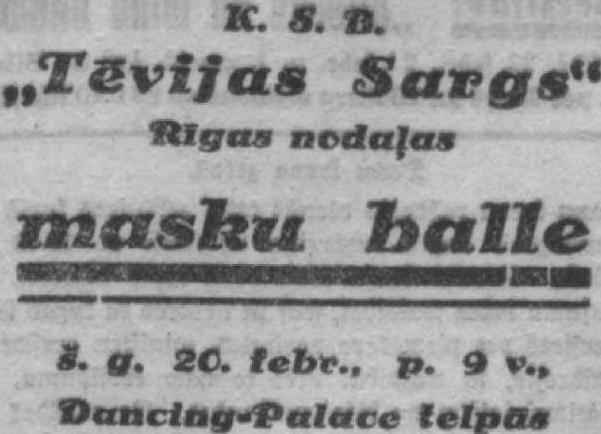 K. S. B.
„Tēvijas Sargs“
Rīgas nodaļas
masku balle
š. g. 20. febr., p. 9 v.,
Dancing-Palace telpās